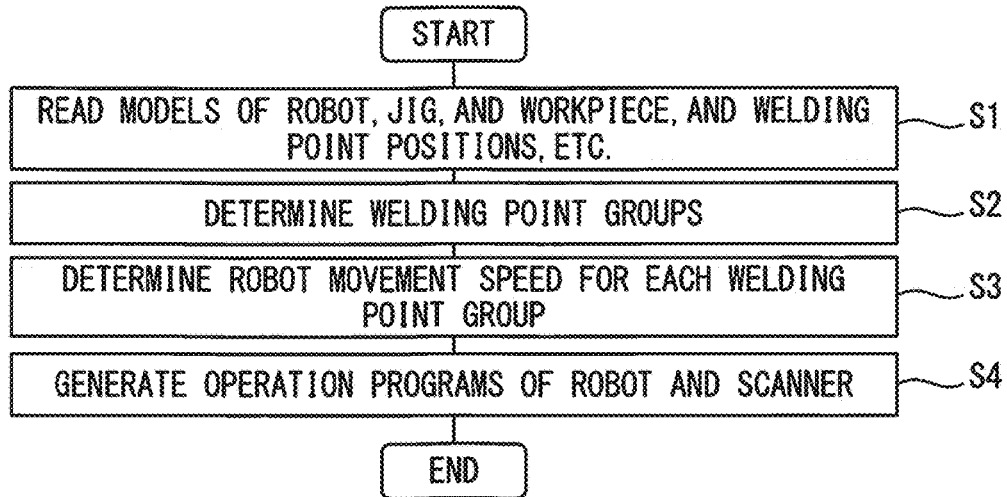 START
READ MODELS OF ROBOT, JIG, AND WORKPIECE, AND WELDING
POINT POSITIONS, ETC.
S1
DETERMINE WELDING POINT GROUPS
S2
DETERMINE ROBOT MOVEMENT SPEED FOR EACH WELDING
POINT GROUP
S3
GENERATE OPERATION PROGRAMS OF ROBOT AND SCANNER
S4
END